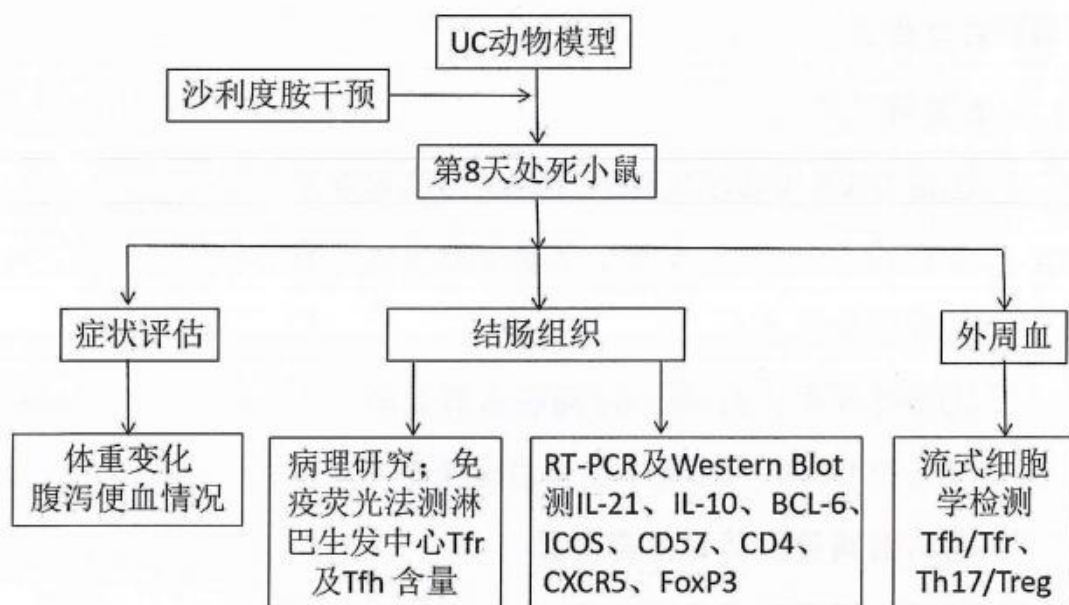 UC动物模型
沙利度胺干预
第8天处死小鼠
症状评估
结肠组织
外周血
体重变化
腹泻便血情况
病理研究；免
疫荧光法测淋
巴生发中心Tfr
及Tfh 含量
RT-PCR及Western Blot
测IL-21、IL-10、BCL-6、
ICOS、CD57、CD4、
CXCR5、FoxP3
流式细胞
学检测
Tfh/Tfr、
Th17/Treg